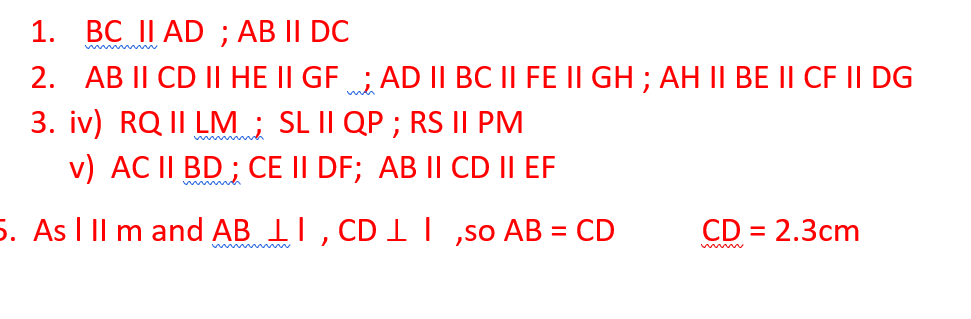 1. BC II AD ; AB II DC
2. AB II CD II HE II GF ; AD II BC II FE II GH ; AH II BE II CF II DG
3. iv) RQ II LM ; SL II QP ; RS II PM
v) AC II BD ; CE II DF; AB II CD II EF
5. As l II m and AB ⊥ l , CD ⊥ l ,so AB = CD CD = 2.3cm